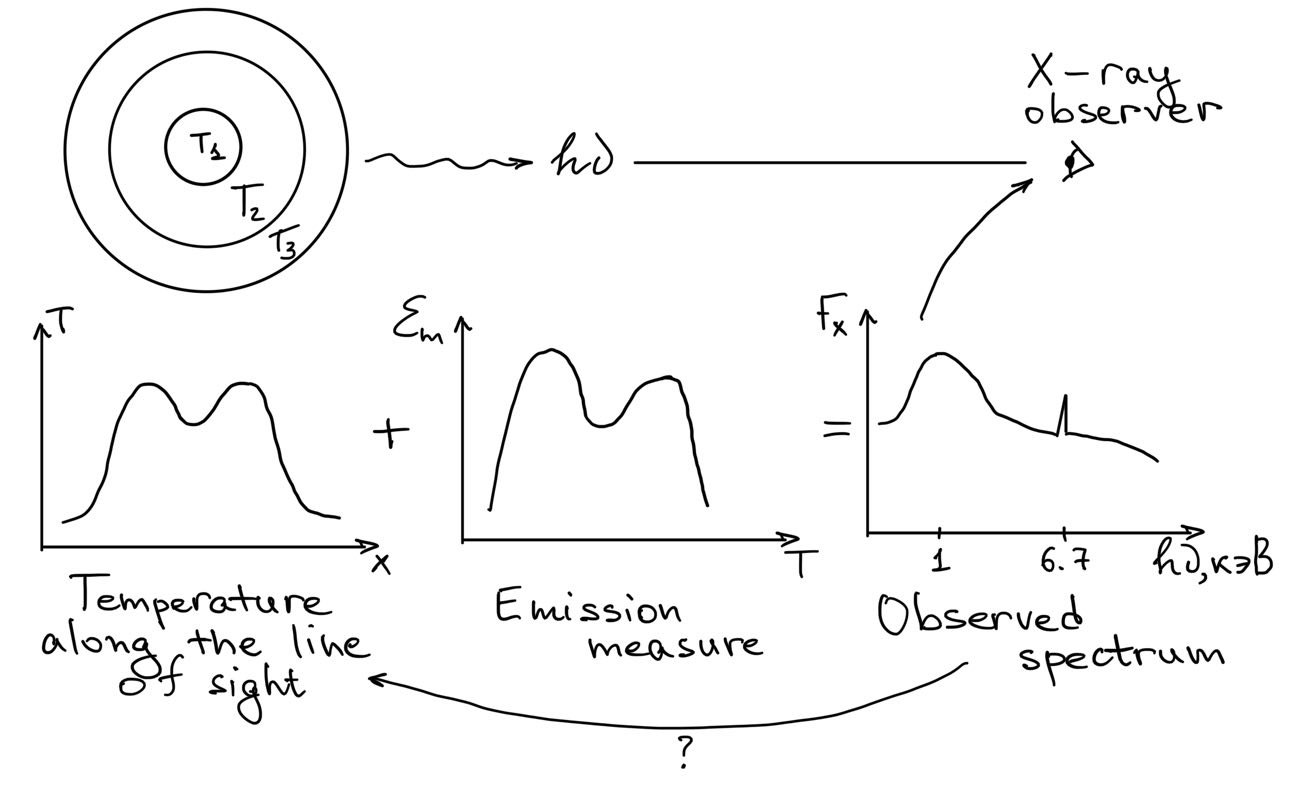 X-ray
observer
T₁
T₂
T₃
hν
T
x
+
Ɛₘ
T
=
Fₓ
1
6.7
hν, кэВ
Temperature
along the line
of sight
Emission
measure
Observed
spectrum
?